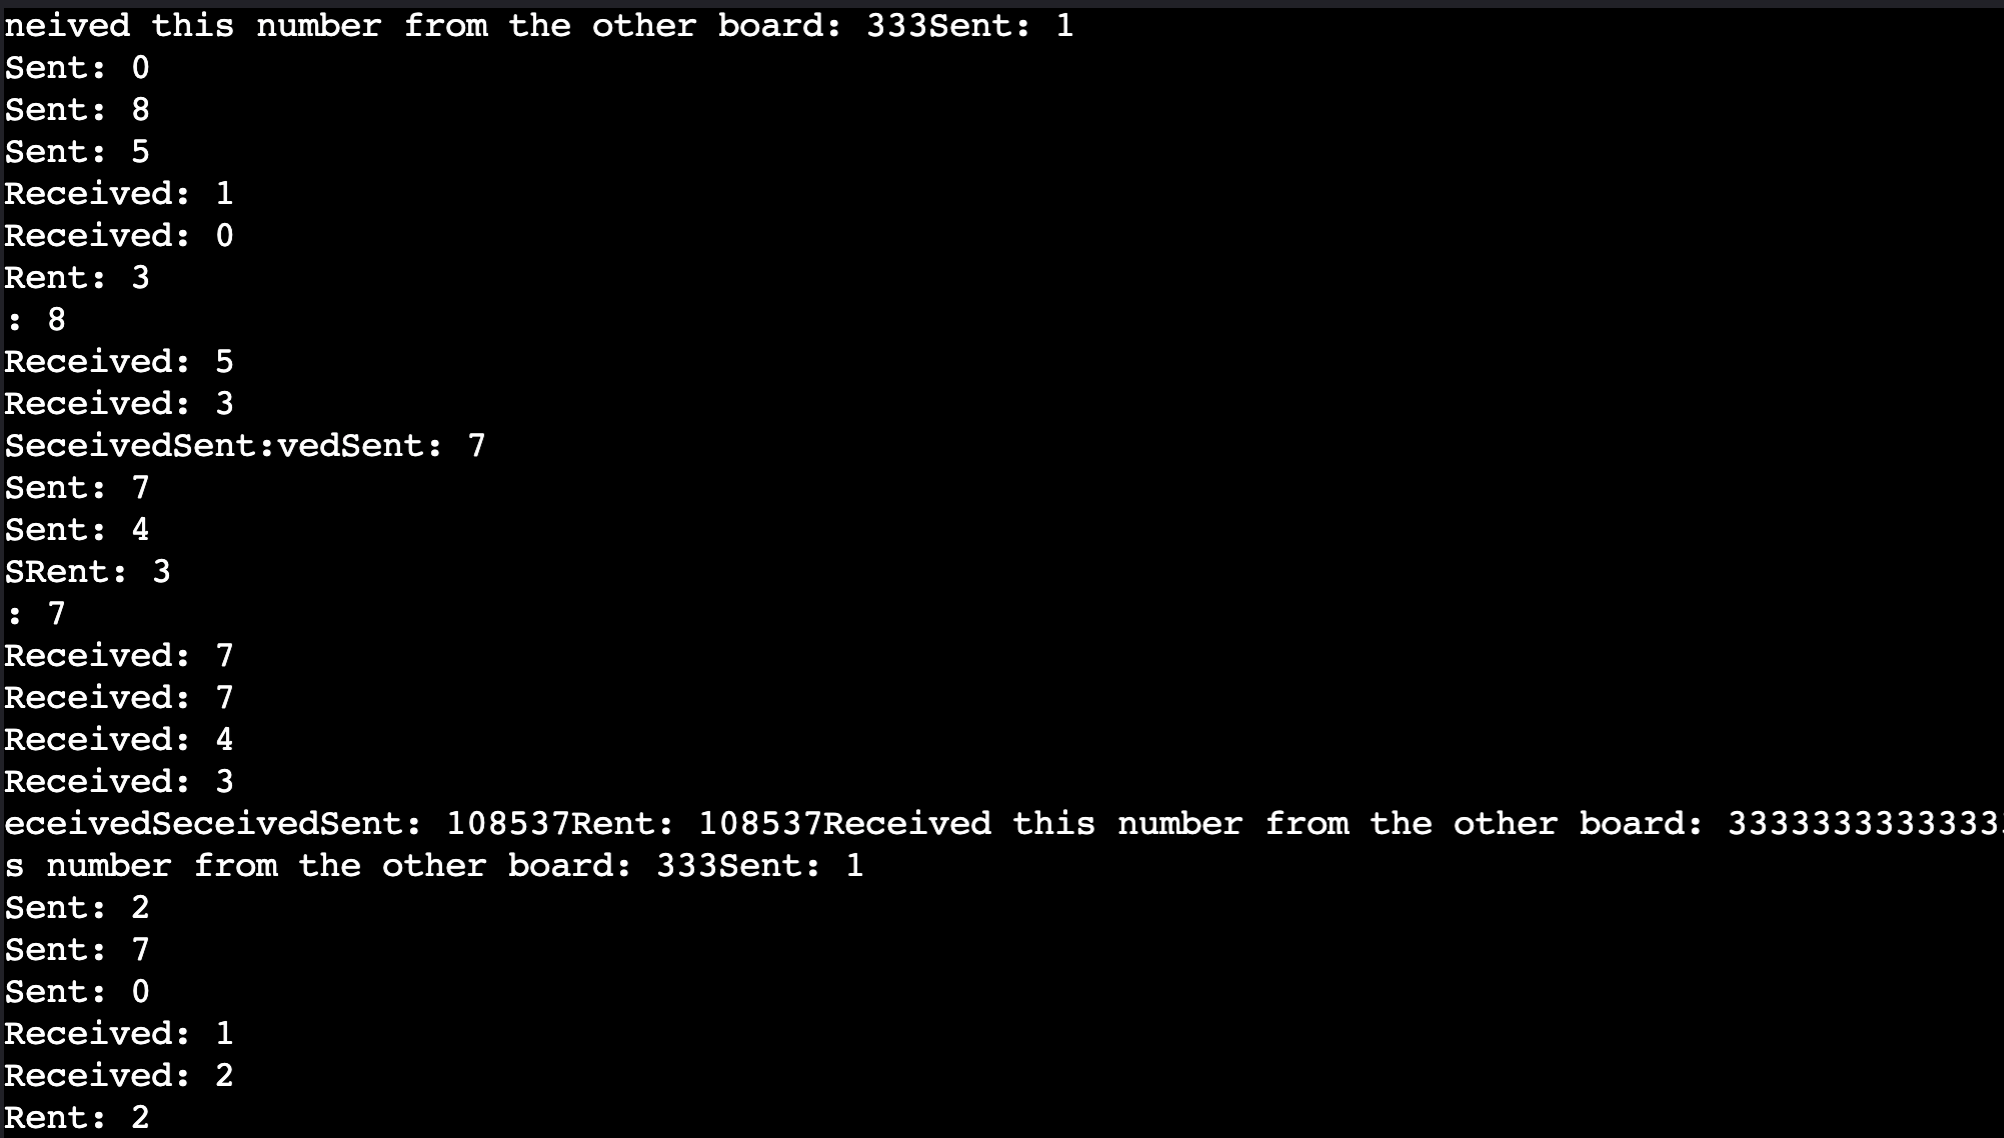 neived this number from the other board: 333Sent: 1
Sent: 0
Sent: 8
Sent: 5
Received: 1
Received: 0
Rent: 3
: 8
Received: 5
Received: 3
SeceivedSent:vedSent: 7
Sent: 7
Sent: 4
SRent: 3
: 7
Received: 7
Received: 7
Received: 4
Received: 3
eceivedSeceivedSent: 108537Rent: 108537Received this number from the other board: 3333333333333
s number from the other board: 333Sent: 1
Sent: 2
Sent: 7
Sent: 0
Received: 1
Received: 2
Rent: 2